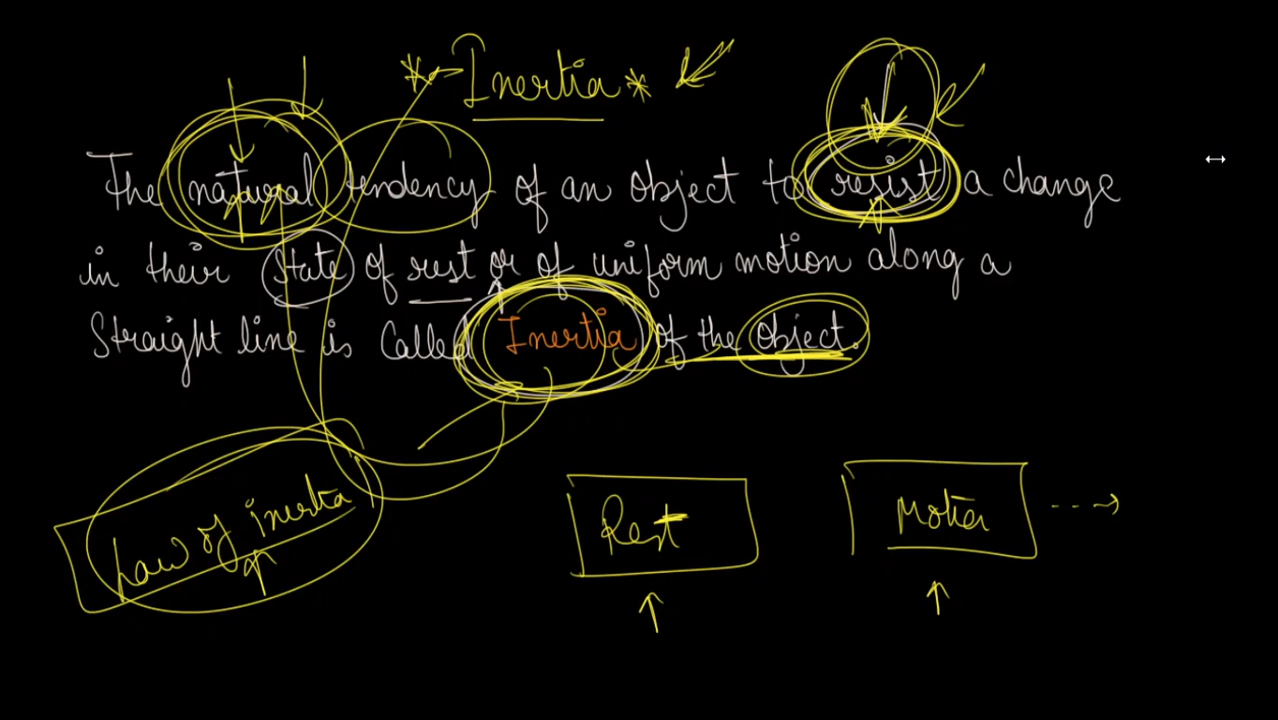 * Inertia *
The natural tendency of an object to resist a change
in their state of rest or of uniform motion along a
Straight line is Called Inertia of the object.
Law of inertia
Rest
Motion